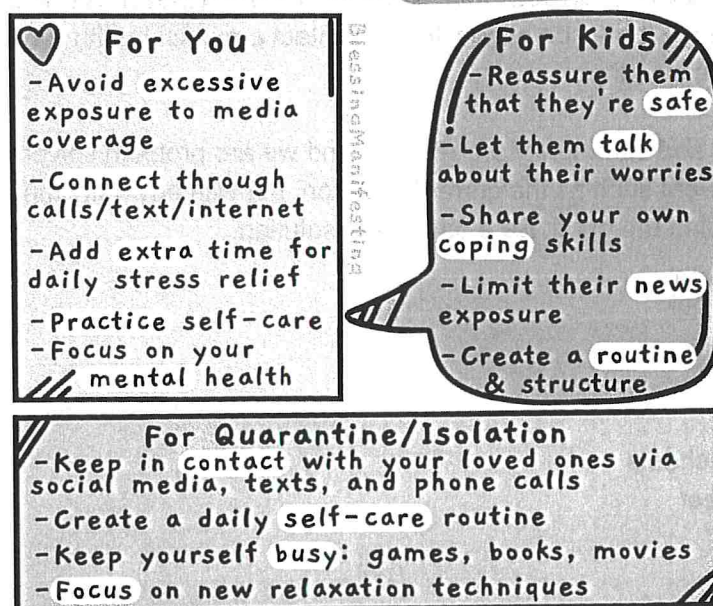 For You
-Avoid excessive
exposure to media
coverage
-Connect through
calls/text/internet
-Add extra time for
daily stress relief
-Practice self-care
-Focus on your
mental health
BlessingManifesting
For Kids
-Reassure them
that they're safe
-Let them talk
about their worries
-Share your own
coping skills
-Limit their news
exposure
-Create a routine
& structure
For Quarantine/Isolation
-Keep in contact with your loved ones via
social media, texts, and phone calls
-Create a daily self-care routine
-Keep yourself busy: games, books, movies
-Focus on new relaxation techniques